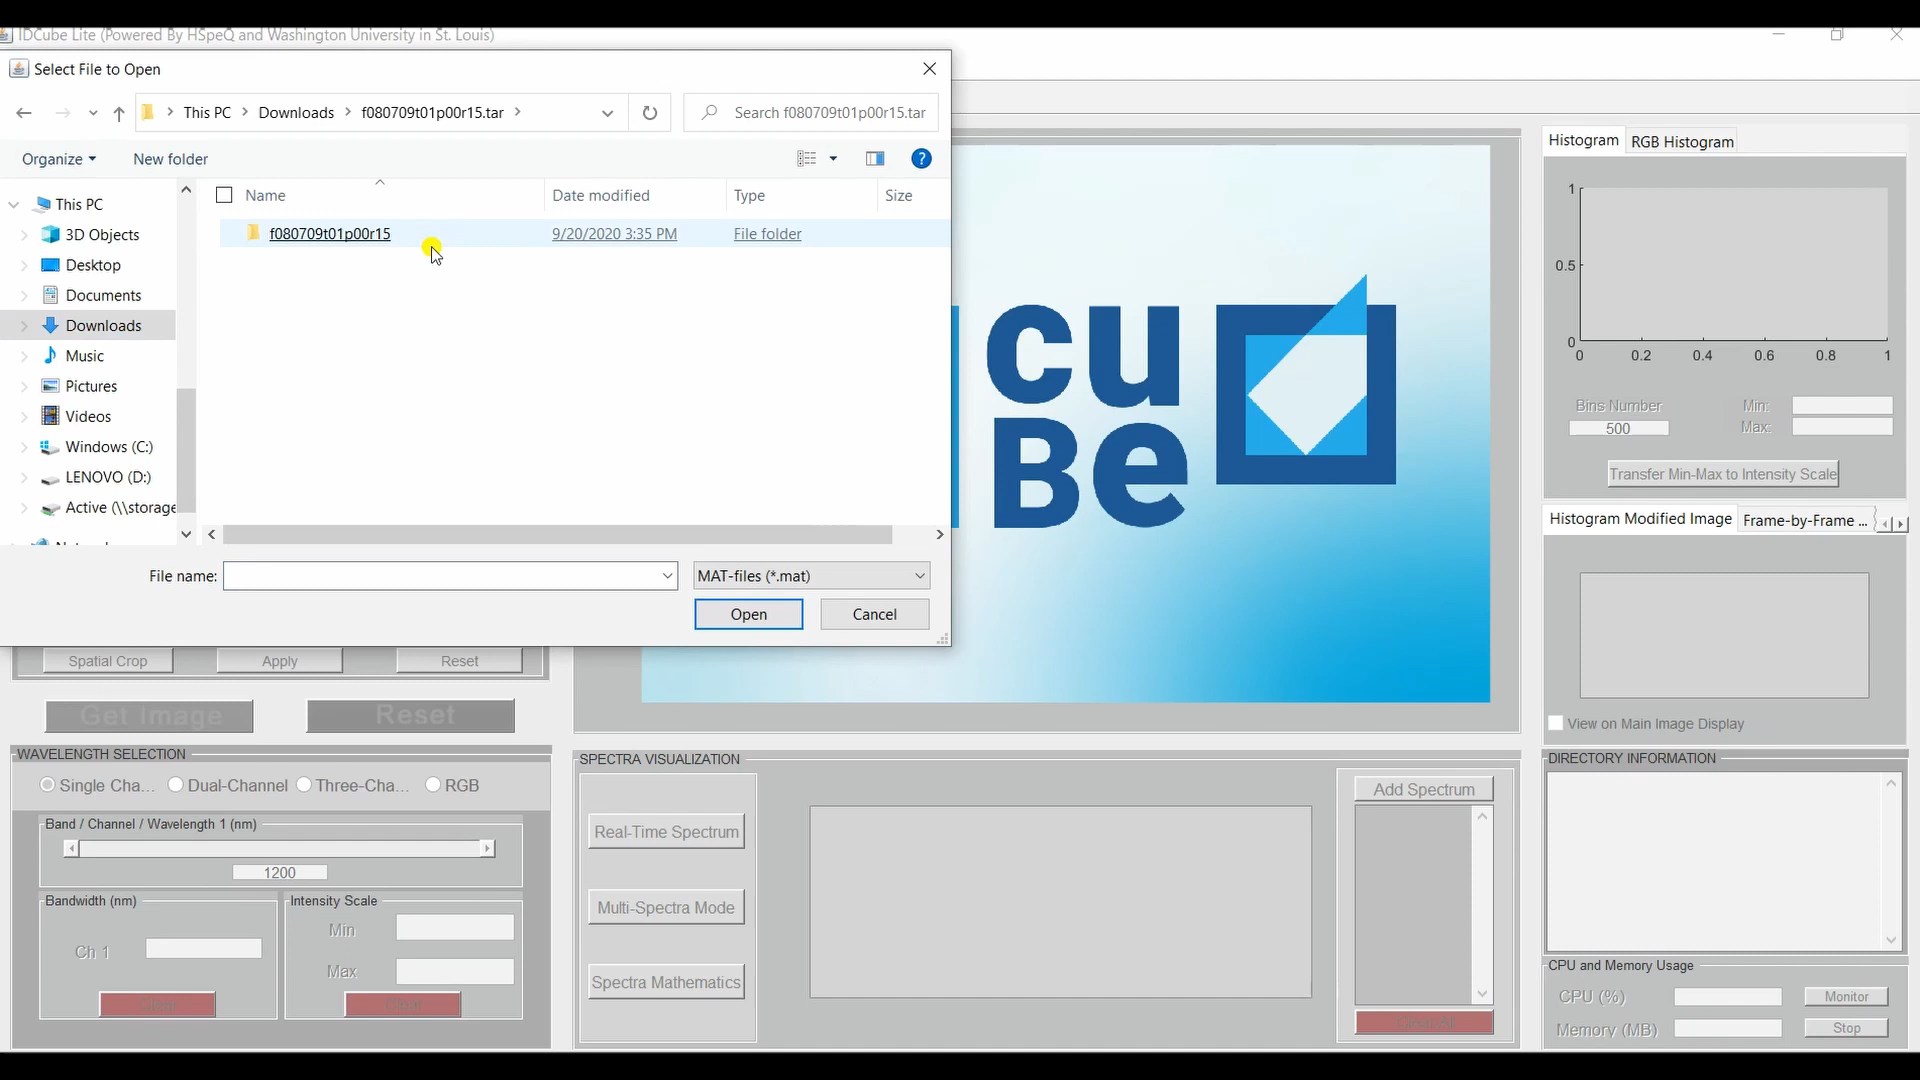 IDCube Lite (Powered By HSpeQ and Washington University in St. Louis)
Select File to Open
This PC > Downloads > f080709t01p00r15.tar >
Search f080709t01p00r15.tar
Organize
New folder
Name
Date modified
Type
Size
f080709t01p00r15
9/20/2020 3:35 PM
File folder
This PC
3D Objects
Desktop
Documents
Downloads
Music
Pictures
Videos
Windows (C:)
LENOVO (D:)
Active (\\storage
File name:
MAT-files (*.mat)
Open
Cancel
cu
Be
Histogram
RGB Histogram
1
0.5
0
0
0.2
0.4
0.6
0.8
1
Bins Number
500
Min:
Max:
Transfer Min-Max to Intensity Scale
Histogram Modified Image
Frame-by-Frame ...
View on Main Image Display
Spatial Crop
Apply
Reset
Get Image
Reset
WAVELENGTH SELECTION
Single Cha...
Dual-Channel
Three-Cha...
RGB
Band / Channel / Wavelength 1 (nm)
1200
Bandwidth (nm)
Ch 1
Clear
Intensity Scale
Min
Max
Clear
SPECTRA VISUALIZATION
Real-Time Spectrum
Multi-Spectra Mode
Spectra Mathematics
Add Spectrum
Clear All
DIRECTORY INFORMATION
CPU and Memory Usage
CPU (%)
Monitor
Memory (MB)
Stop